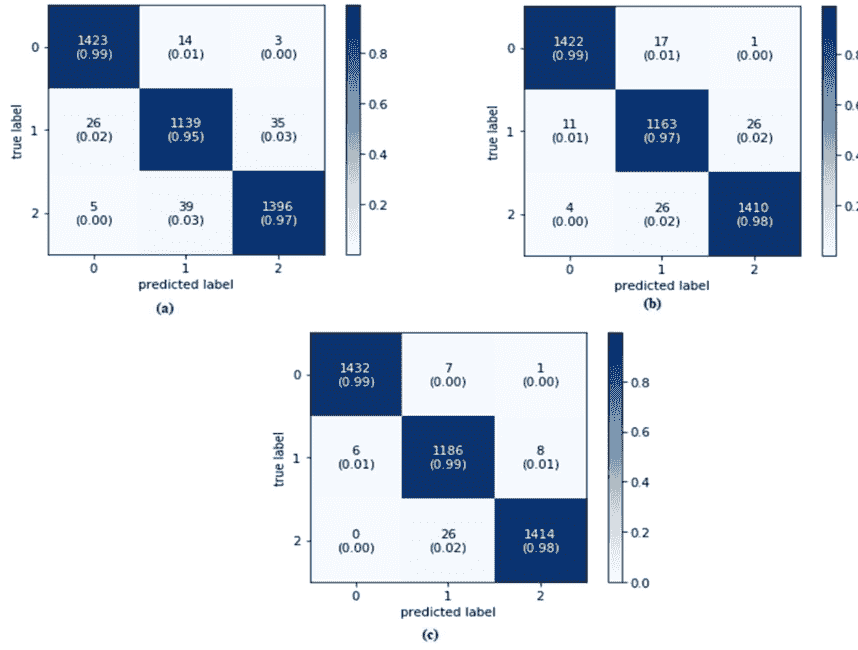 0
1423 14 3
(0.99) (0.01) (0.00)
0.8
0.6
true label
1
26 1139 35
(0.02) (0.95) (0.03)
0.4
2
5 39 1396
(0.00) (0.03) (0.97)
0.2
0 1 2
predicted label
(a)
0
1422 17 1
(0.99) (0.01) (0.00)
0.8
0.6
true label
1
11 1163 26
(0.01) (0.97) (0.02)
0.4
2
4 26 1410
(0.00) (0.02) (0.98)
0.2
0 1 2
predicted label
(b)
0
1432 7 1
(0.99) (0.00) (0.00)
0.8
0.6
true label
1
6 1186 8
(0.01) (0.99) (0.01)
0.4
2
0 26 1414
(0.00) (0.02) (0.98)
0.2
0.0
0 1 2
predicted label
(c)